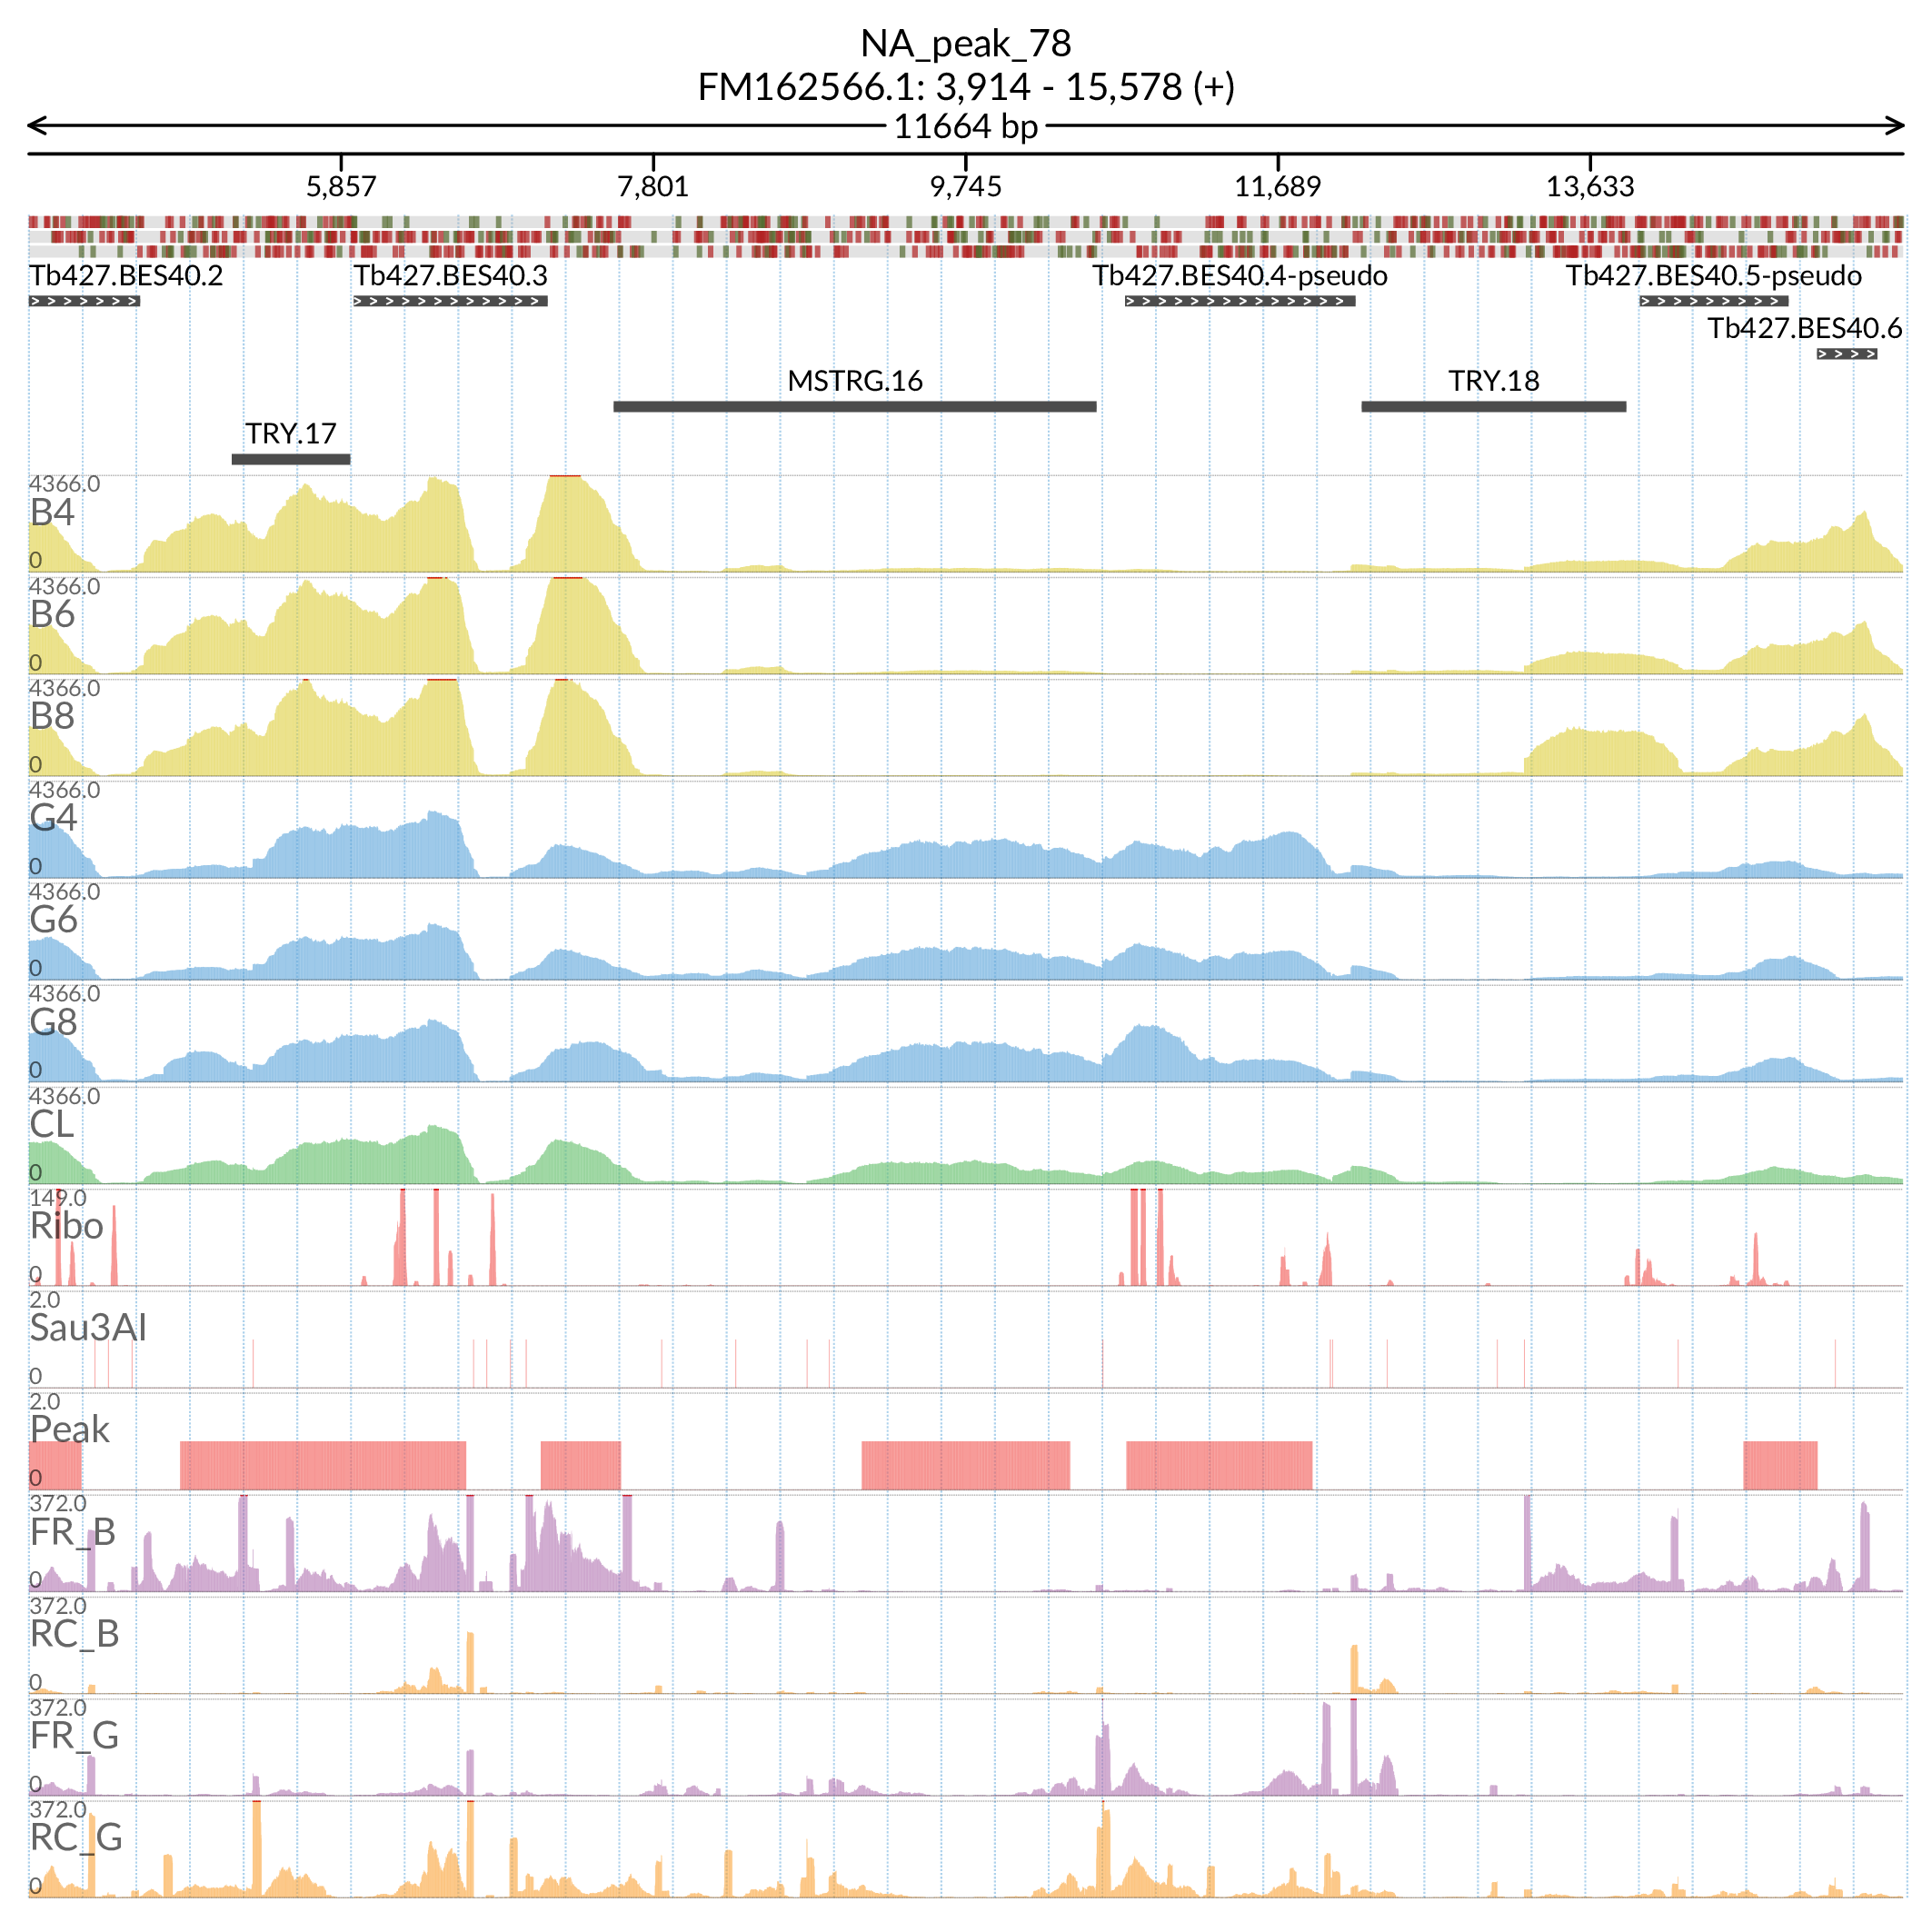 NA_peak_78
FM162566.1: 3,914 - 15,578 (+)
11664 bp
5,857 7,801 9,745 11,689 13,633
Tb427.BES40.2 Tb427.BES40.3 Tb427.BES40.4-pseudo Tb427.BES40.5-pseudo
Tb427.BES40.6
MSTRG.16 TRY.18
TRY.17
4366.0
B4
0
4366.0
B6
0
4366.0
B8
0
4366.0
G4
0
4366.0
G6
0
4366.0
G8
0
4366.0
CL
0
149.0
Ribo
0
2.0
Sau3AI
0
2.0
Peak
0
372.0
FR_B
0
372.0
RC_B
0
372.0
FR_G
0
372.0
RC_G
0